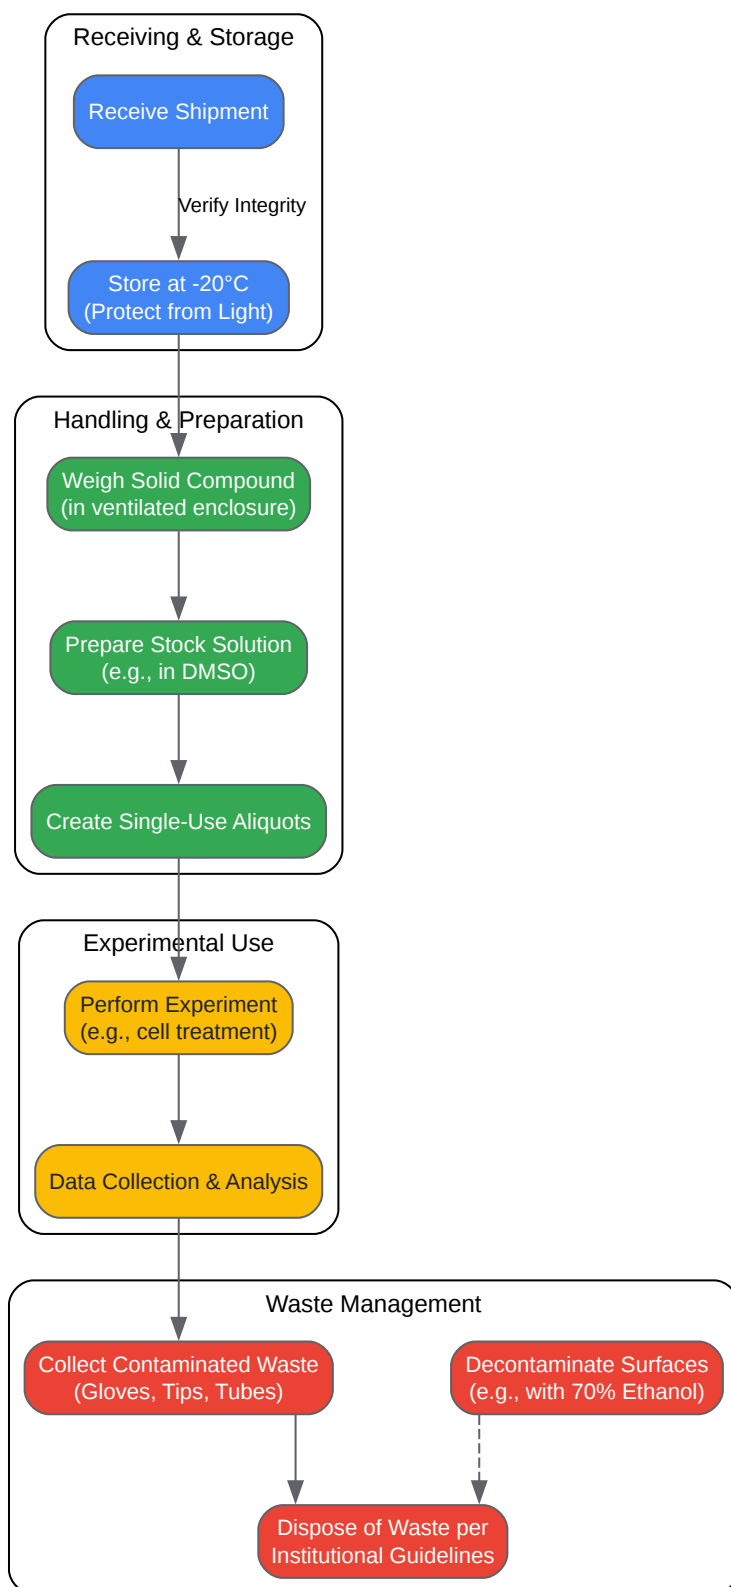 Receiving & Storage
Receive Shipment
Verify Integrity
Store at -20°C
(Protect from Light)
Handling & Preparation
Weigh Solid Compound
(in ventilated enclosure)
Prepare Stock Solution
(e.g., in DMSO)
Create Single-Use Aliquots
Experimental Use
Perform Experiment
(e.g., cell treatment)
Data Collection & Analysis
Waste Management
Collect Contaminated Waste
(Gloves, Tips, Tubes)
Decontaminate Surfaces
(e.g., with 70% Ethanol)
Dispose of Waste per
Institutional Guidelines